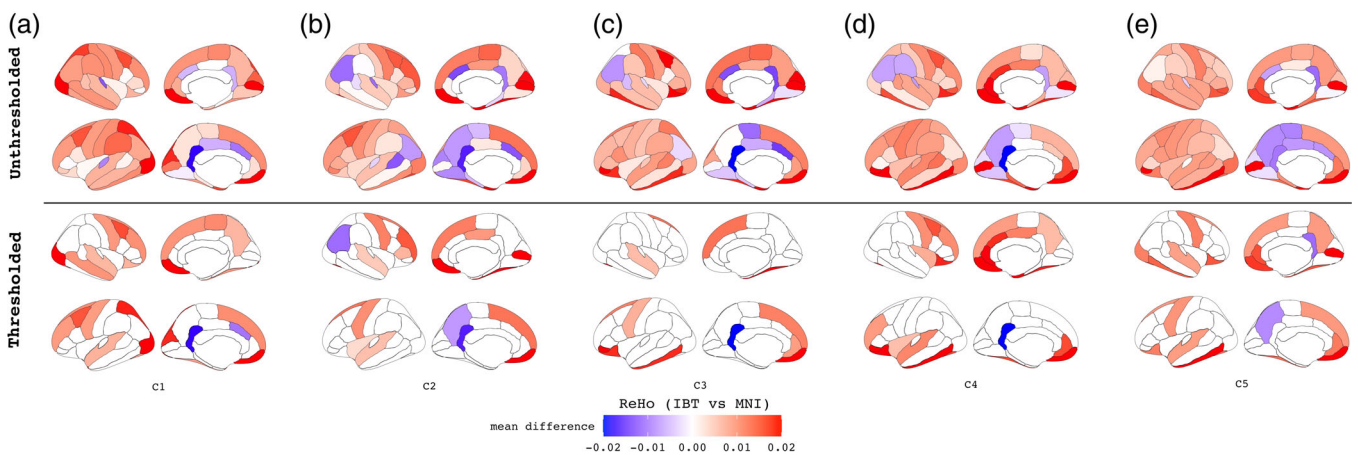 (a) (b) (c) (d) (e)
Unthresholded
Thresholded
C1 C2 C3 C4 C5
ReHo (IBT vs MNI)
mean difference
-0.02 -0.01 0.00 0.01 0.02